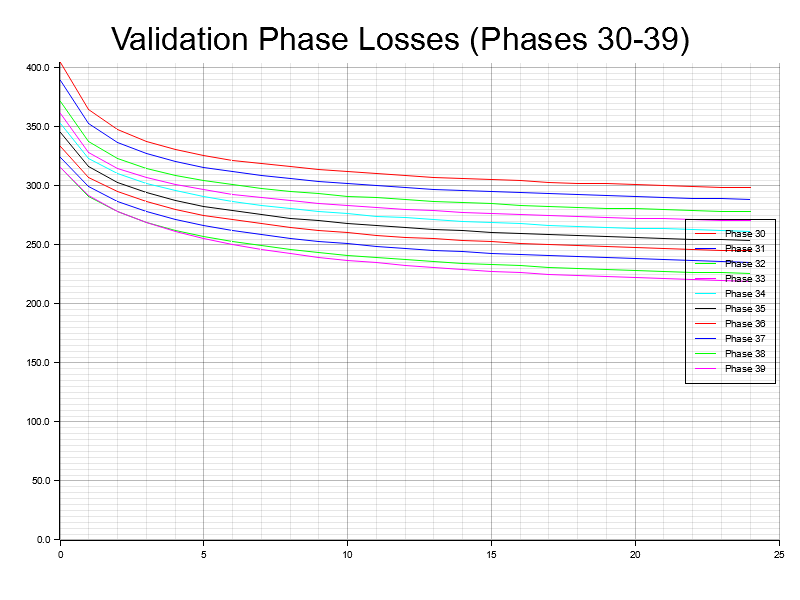 Validation Phase Losses (Phases 30-39)
400.0
350.0
300.0
250.0
200.0
150.0
100.0
50.0
0.0
0 5 10 15 20 25
Phase 30
Phase 31
Phase 32
Phase 33
Phase 34
Phase 35
Phase 36
Phase 37
Phase 38
Phase 39